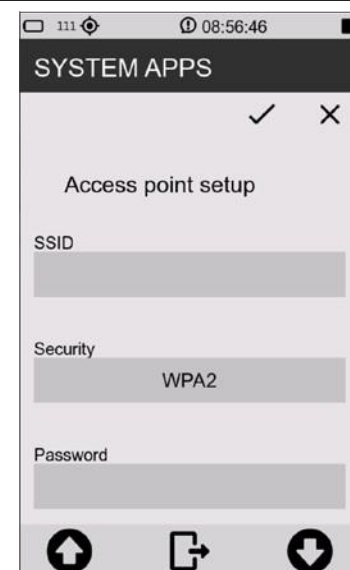 111 08:56:46
SYSTEM APPS
Access point setup
SSID
Security
WPA2
Password